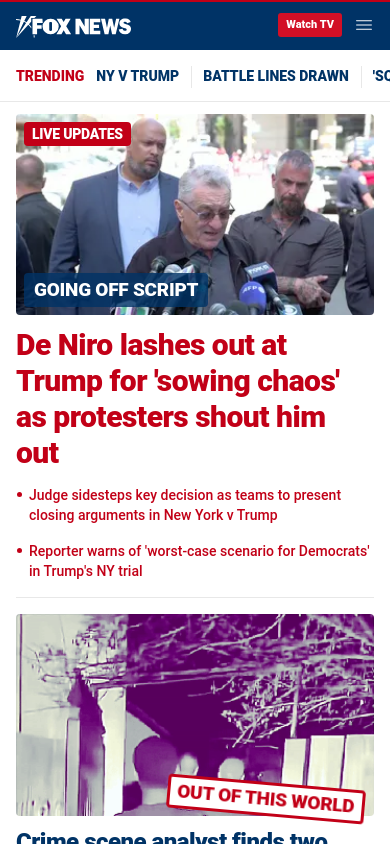 FOX NEWS
Watch TV
TRENDING NY V TRUMP BATTLE LINES DRAWN 'SC
LIVE UPDATES
GOING OFF SCRIPT
De Niro lashes out at
Trump for 'sowing chaos'
as protesters shout him
out
• Judge sidesteps key decision as teams to present
closing arguments in New York v Trump
• Reporter warns of 'worst-case scenario for Democrats'
in Trump's NY trial
OUT OF THIS WORLD
Crime scene analyst finds two